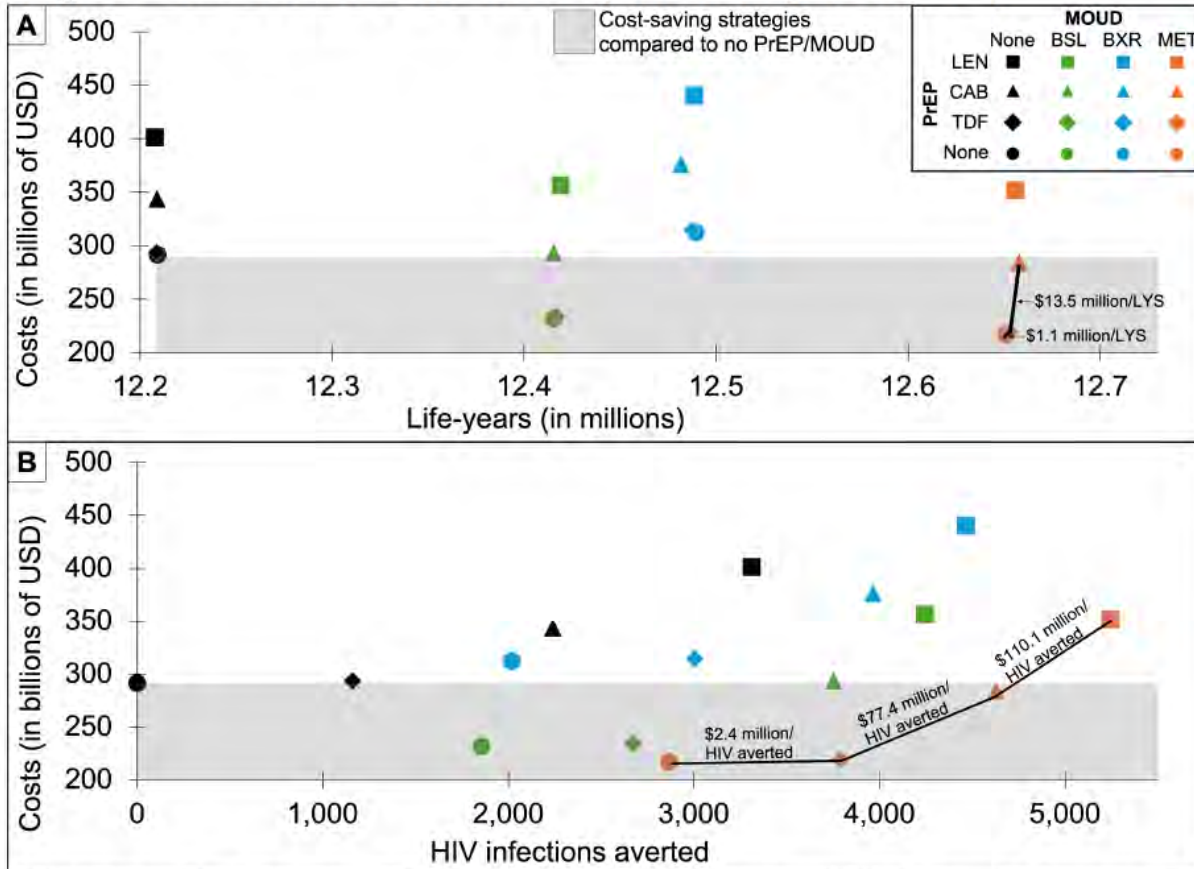 A
500
450
400
350
300
250
200
Costs (in billions of USD)
Cost-saving strategies
compared to no PrEP/MOUD
MOUD
None BSL BXR MET
PrEP
LEN
CAB
TDF
None
$13.5 million/LYS
$1.1 million/LYS
12.2 12.3 12.4 12.5 12.6 12.7
Life-years (in millions)
B
500
450
400
350
300
250
200
Costs (in billions of USD)
$2.4 million/
HIV averted
$77.4 million/
HIV averted
$110.1 million/
HIV averted
0 1,000 2,000 3,000 4,000 5,000
HIV infections averted